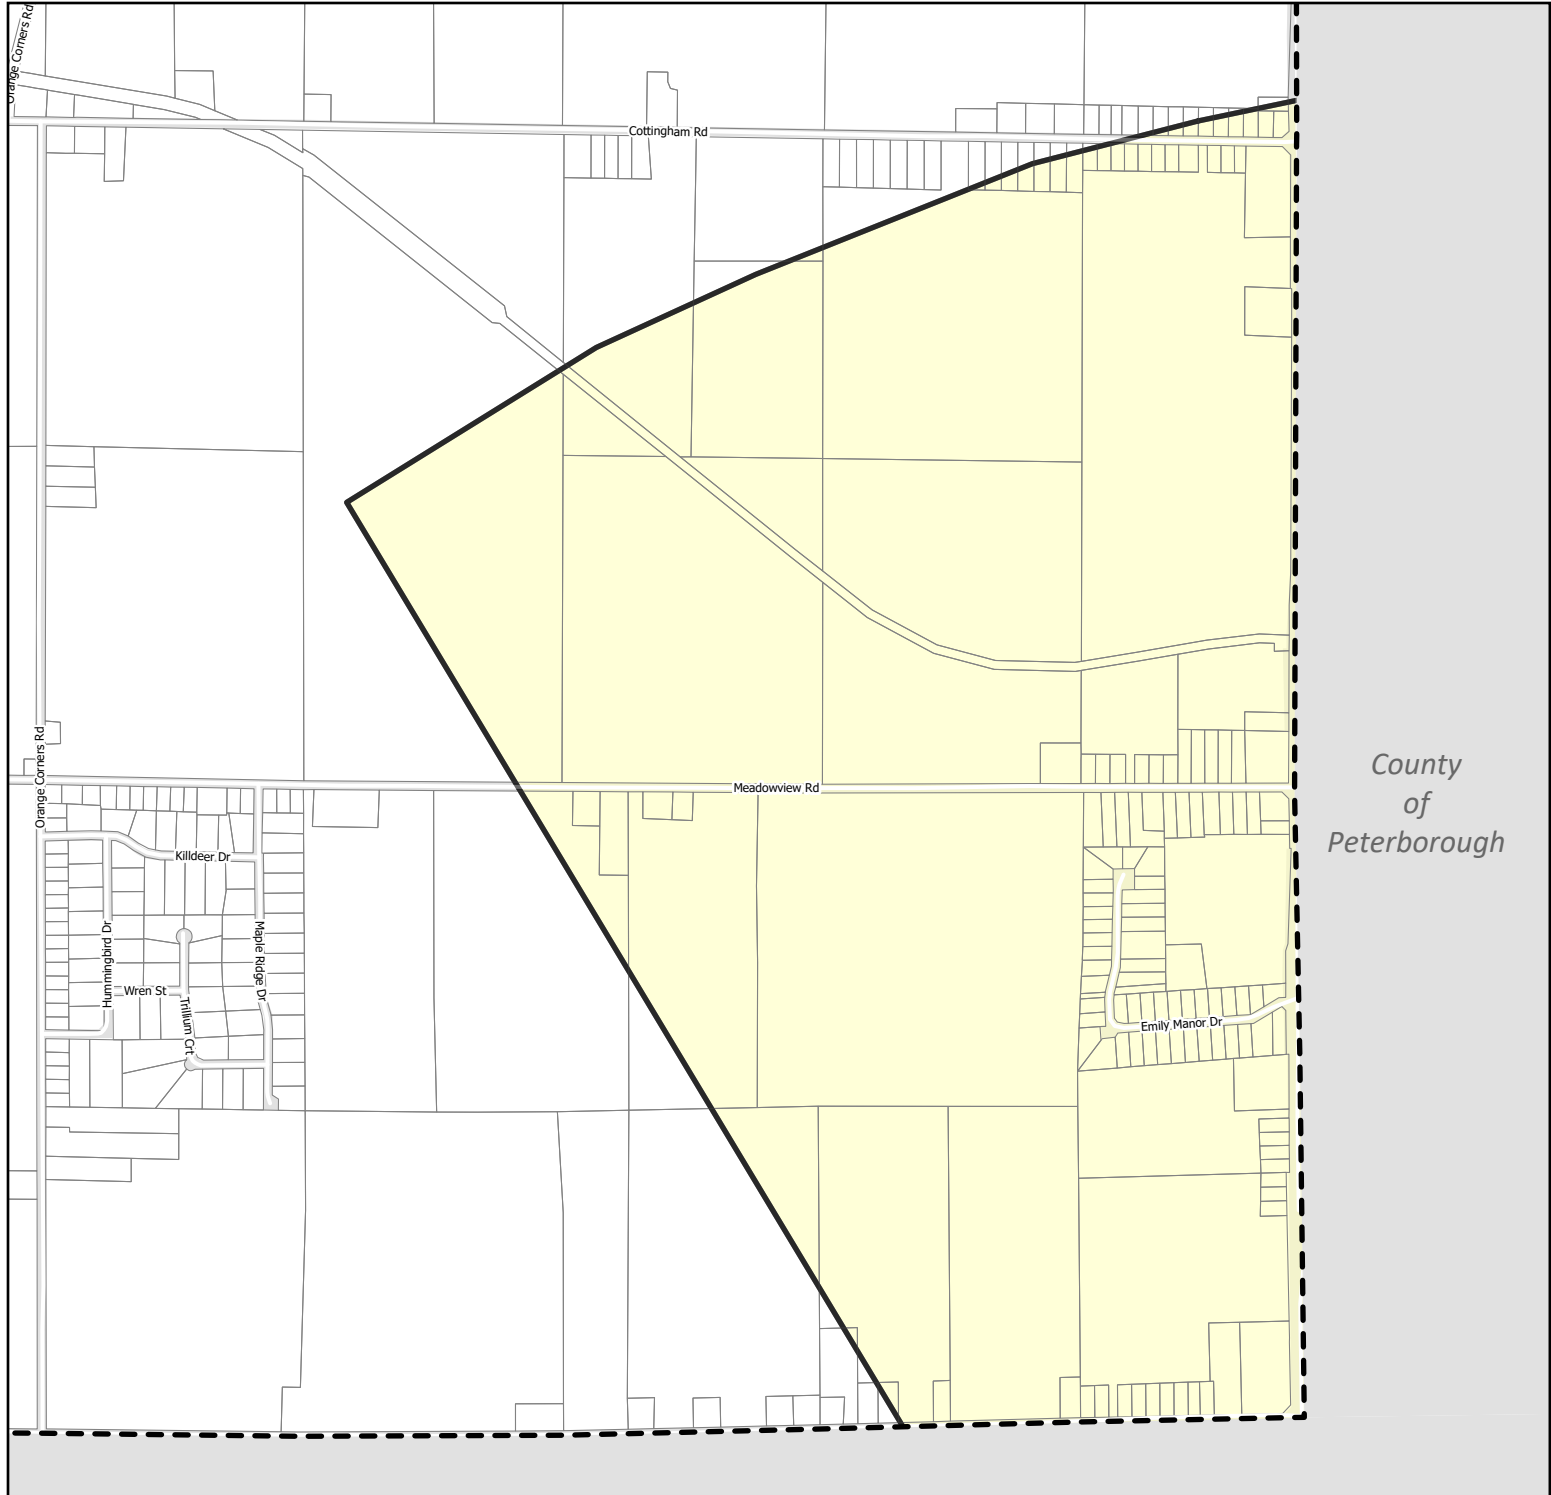 Orange Corners Rd
Cottingham Rd
Orange Corners Rd
Meadowview Rd
County
of
Peterborough
Killdeer Dr
Hummingbird Dr
Maple Ridge Dr
Wren St
Trillium Crt
Emily Manor Dr